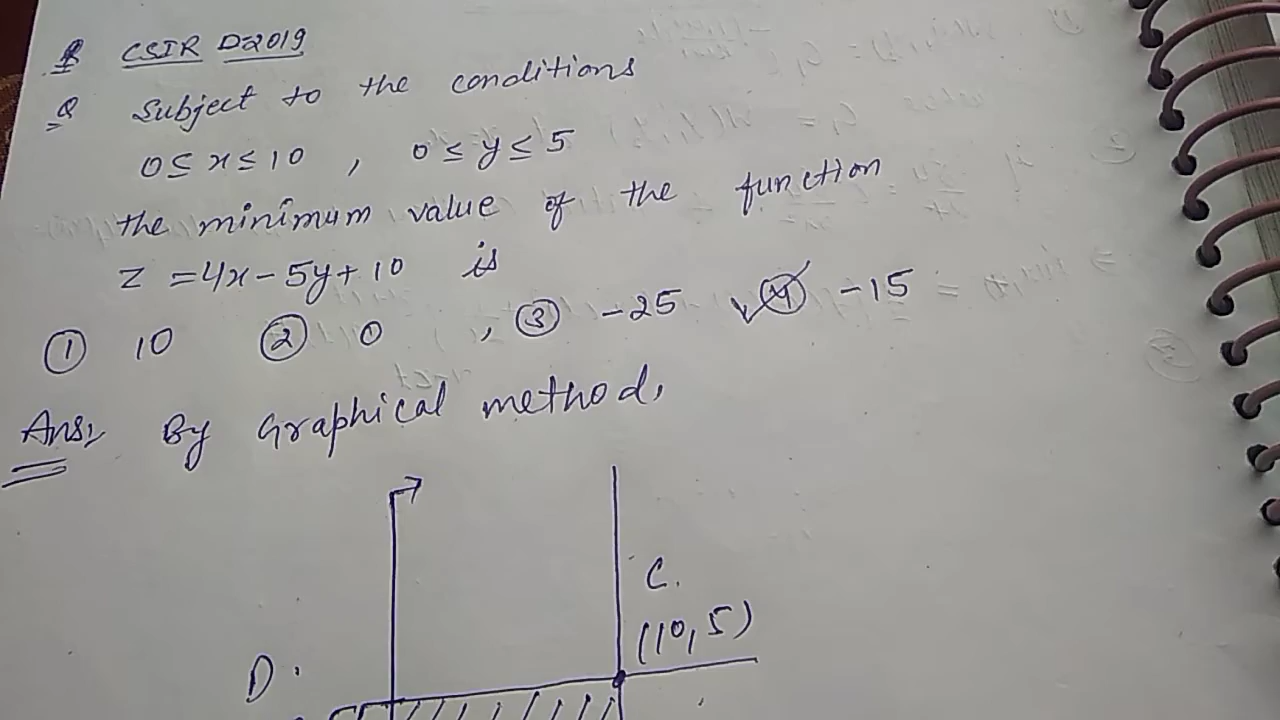 CSIR D-2019
Q Subject to the conditions
0 ≤ x ≤ 10 , 0 ≤ y ≤ 5
the minimum value of the function
Z = 4x - 5y + 10 is
① 10 ② 0 , ③ -25 ④ -15
Ans, By Graphical method,
C.
(10,5)
D.